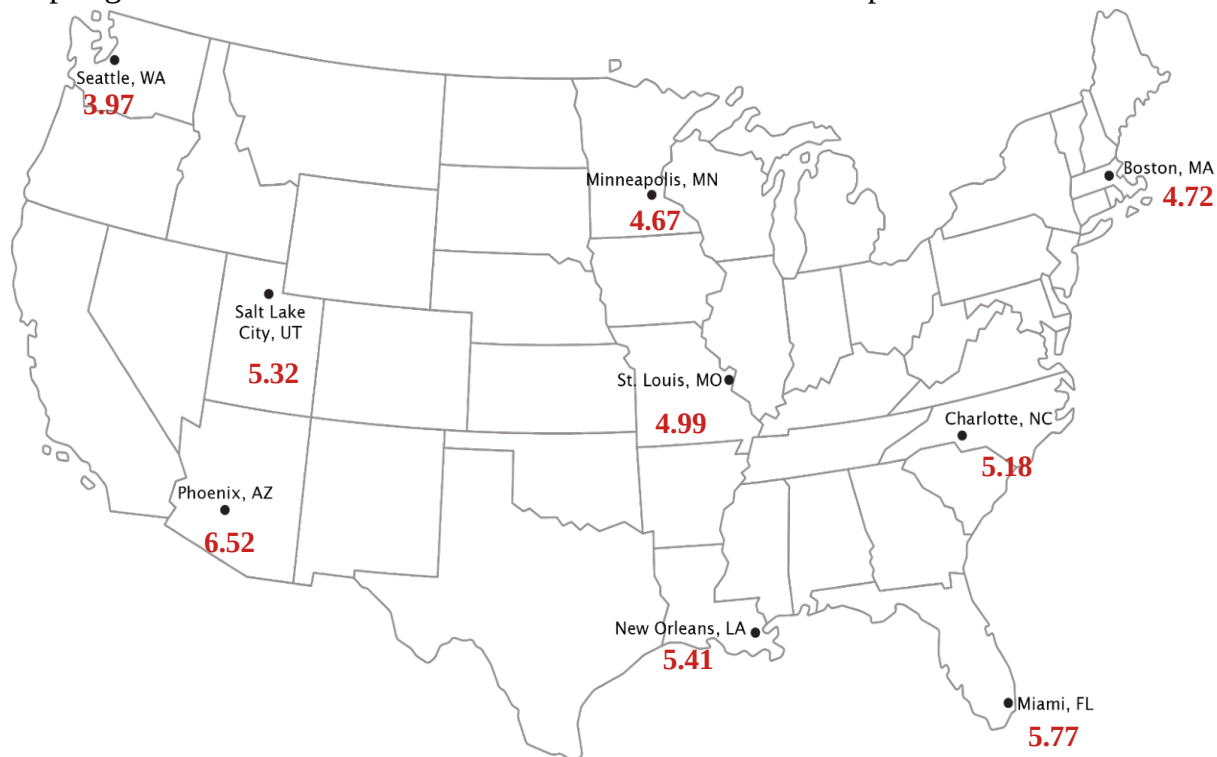 Seattle, WA
3.97
Minneapolis, MN
4.67
Boston, MA
4.72
Salt Lake
City, UT
5.32
St. Louis, MO
4.99
Charlotte, NC
5.18
Phoenix, AZ
6.52
New Orleans, LA
5.41
Miami, FL
5.77